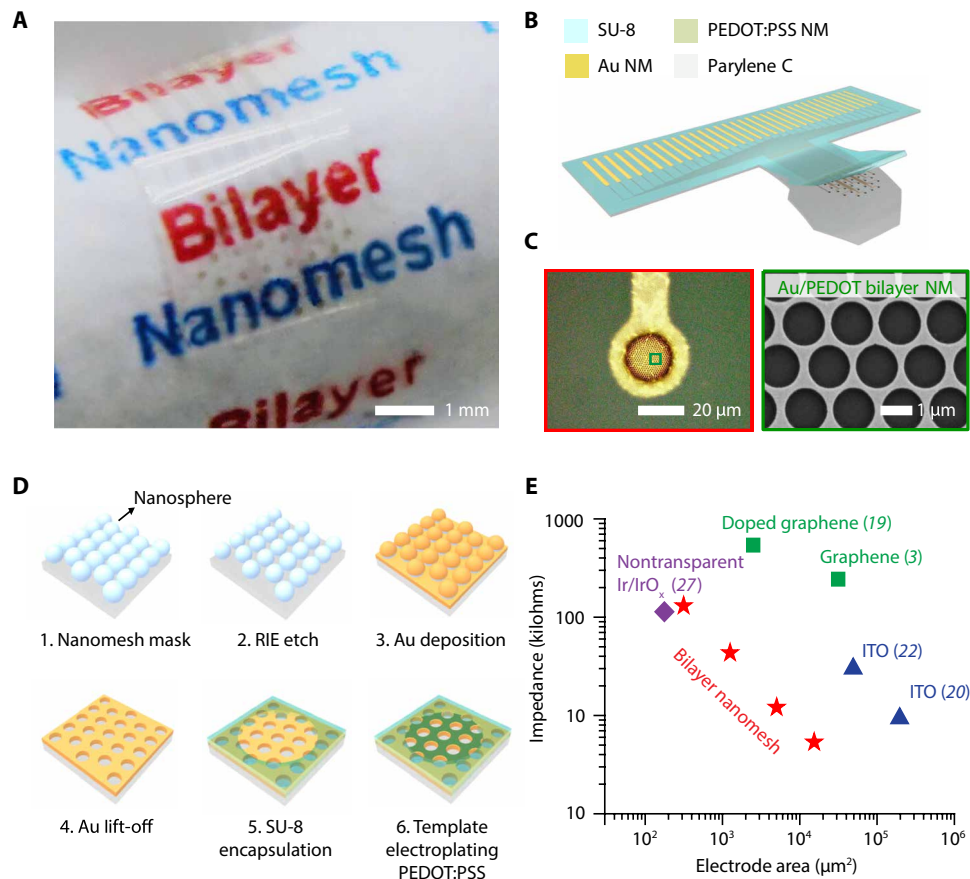 A
Bilayer
Nanomesh
Bilayer
Nanomesh
Bilayer
1 mm
B
SU-8
PEDOT:PSS NM
Au NM
Parylene C
C
20 µm
Au/PEDOT bilayer NM
1 µm
D
Nanosphere
1. Nanomesh mask
2. RIE etch
3. Au deposition
4. Au lift-off
5. SU-8
encapsulation
6. Template
electroplating
PEDOT:PSS
E
Impedance (kilohms)
1000
100
10
10
Doped graphene (19)
Graphene (3)
Nontransparent
Ir/IrOₓ (27)
ITO (22)
ITO (20)
Bilayer nanomesh
10² 10³ 10⁴ 10⁵ 10⁶
Electrode area (µm²)